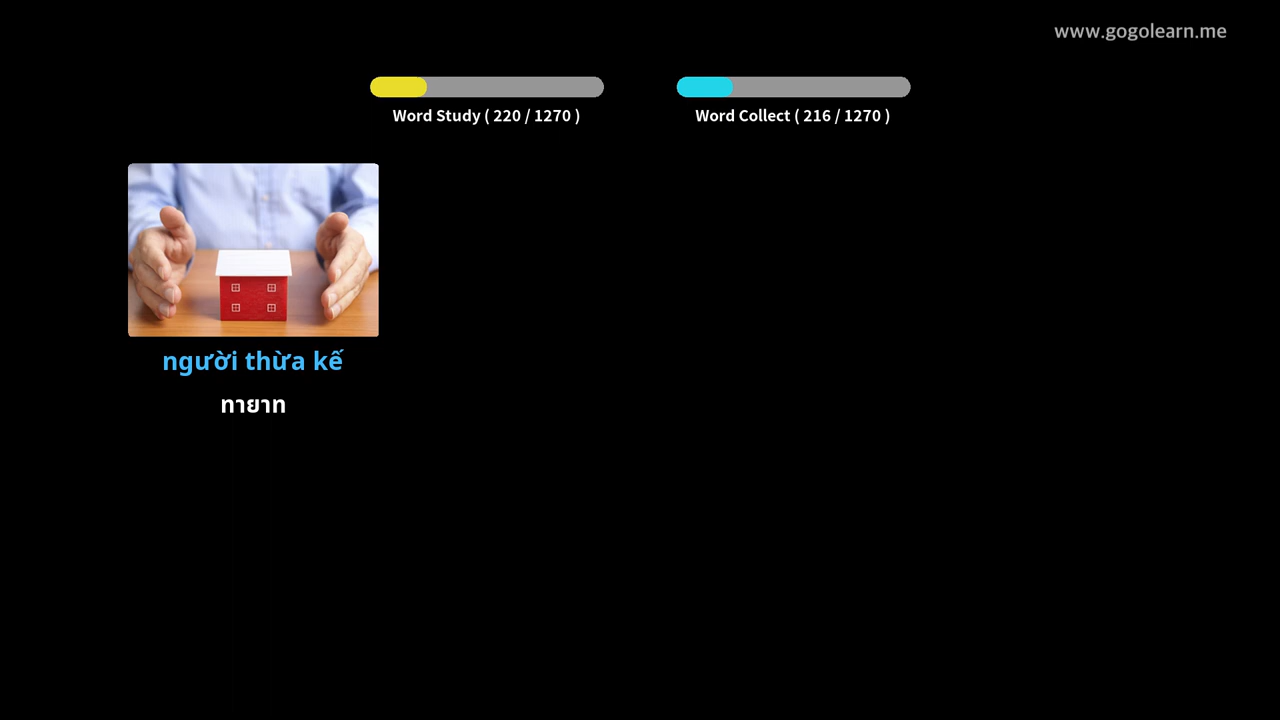 www.gogolearn.me
Word Study ( 220 / 1270 )
Word Collect ( 216 / 1270 )
người thừa kế
ทายาท